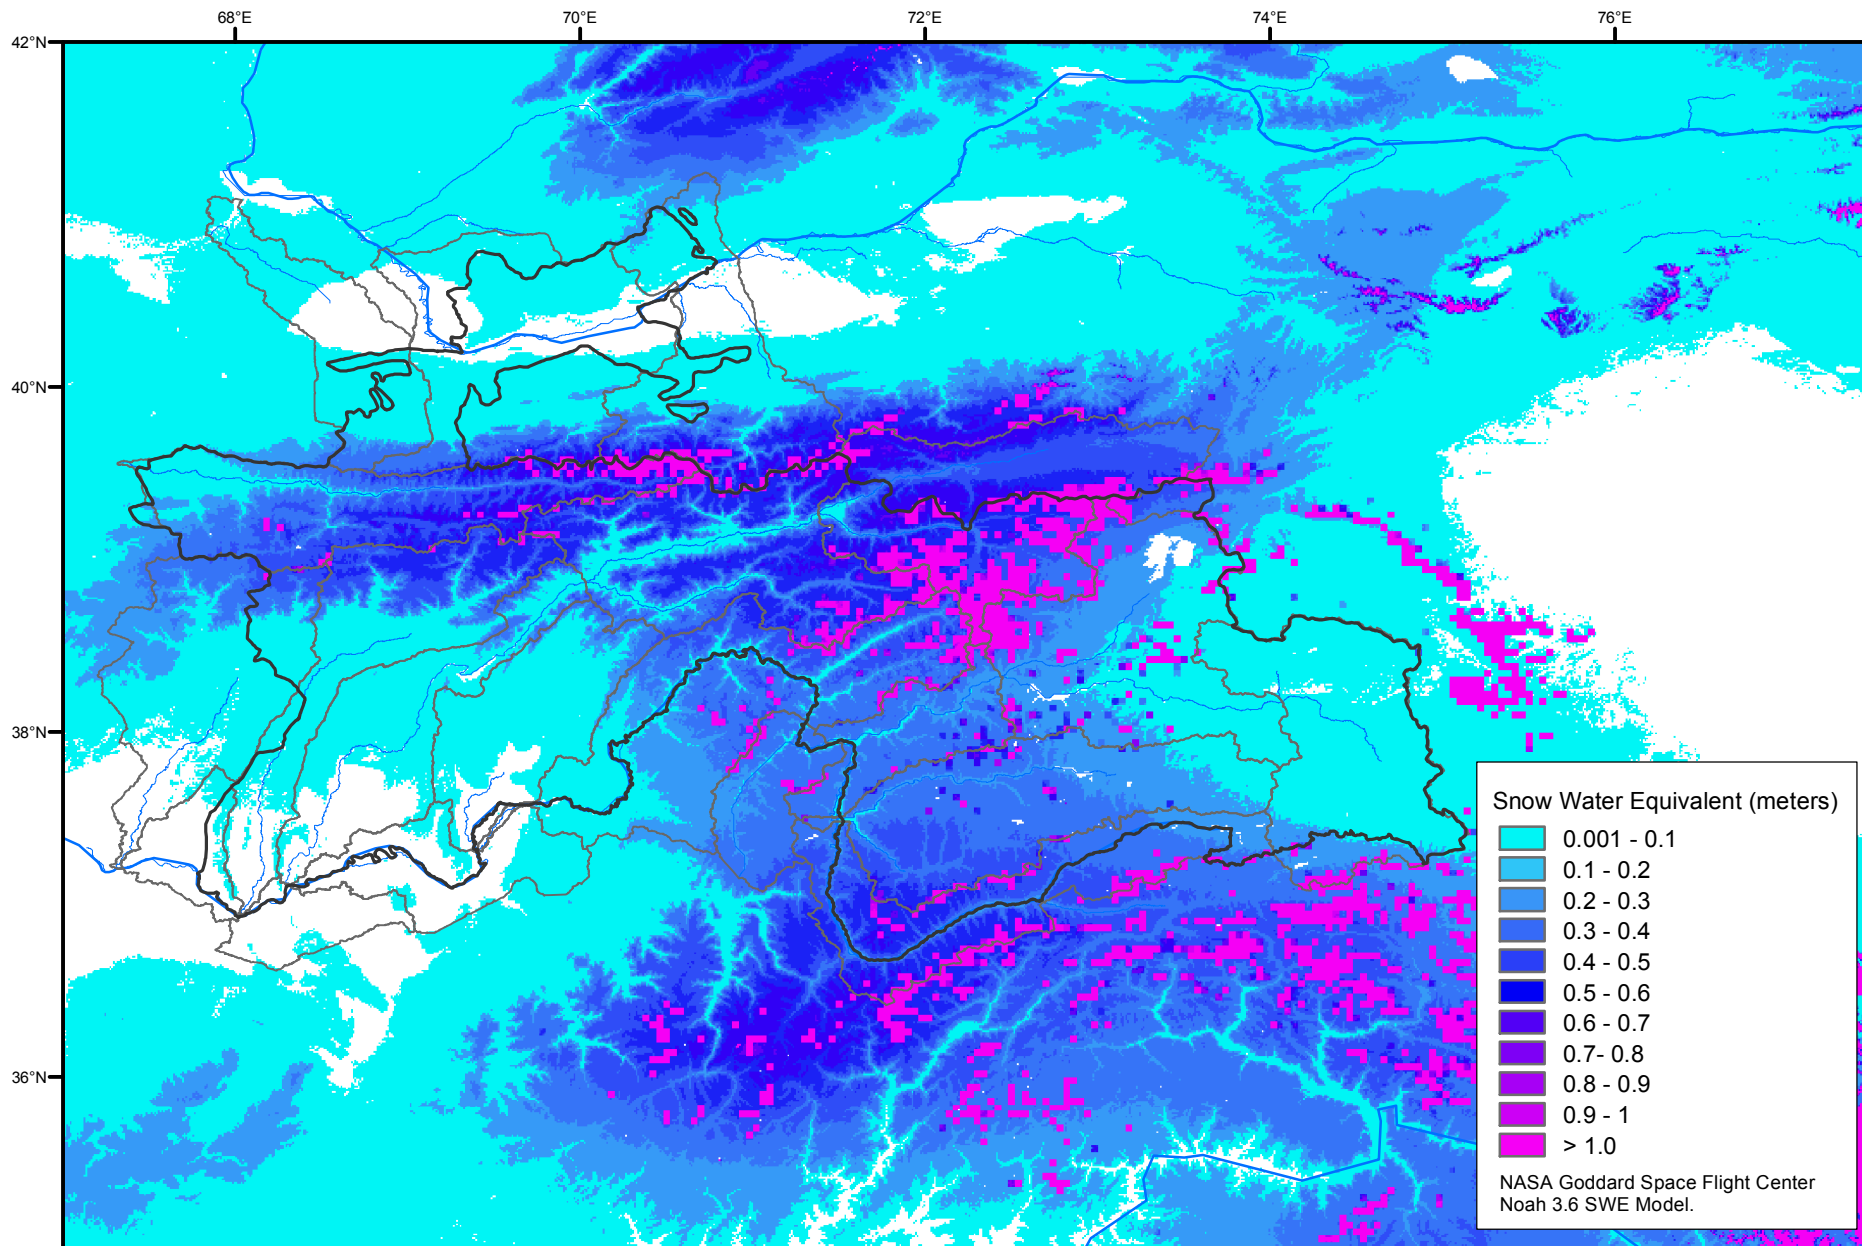 68°E 70°E 72°E 74°E 76°E
42°N
40°N
38°N
36°N
Snow Water Equivalent (meters)
0.001 - 0.1
0.1 - 0.2
0.2 - 0.3
0.3 - 0.4
0.4 - 0.5
0.5 - 0.6
0.6 - 0.7
0.7- 0.8
0.8 - 0.9
0.9 - 1
> 1.0
NASA Goddard Space Flight Center
Noah 3.6 SWE Model.